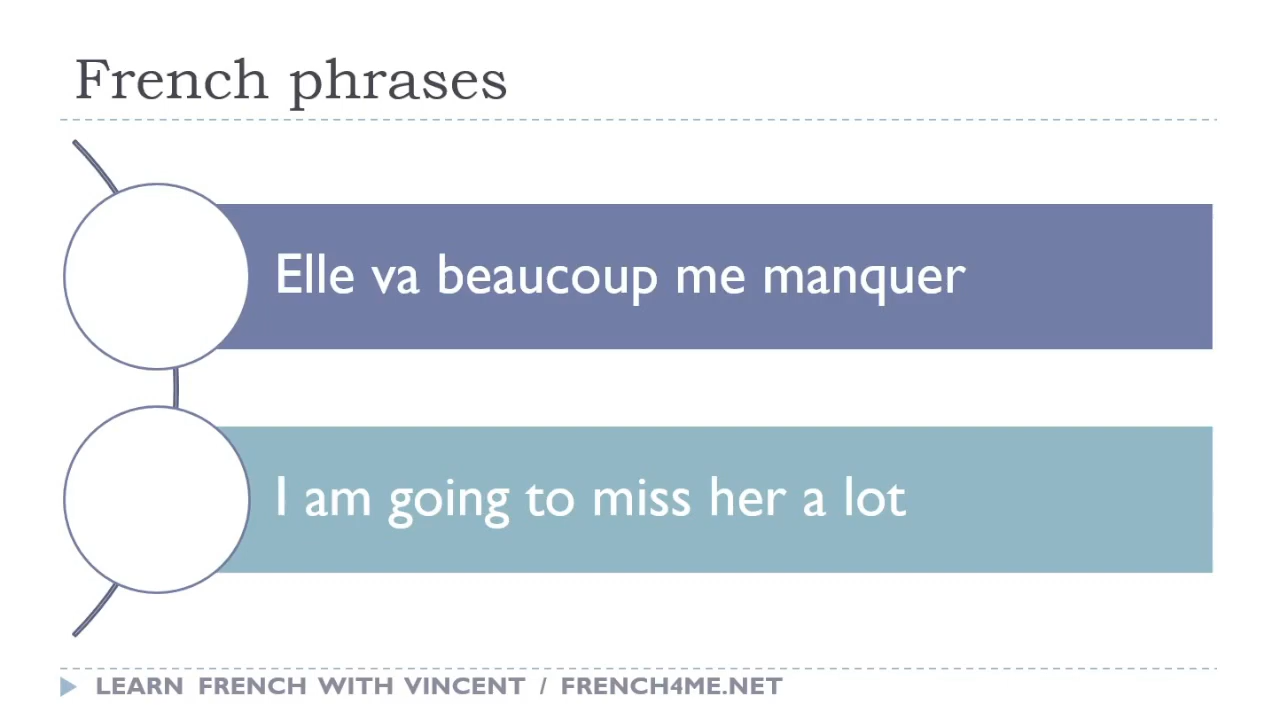 French phrases
Elle va beaucoup me manquer
I am going to miss her a lot
LEARN FRENCH WITH VINCENT / FRENCH4ME.NET